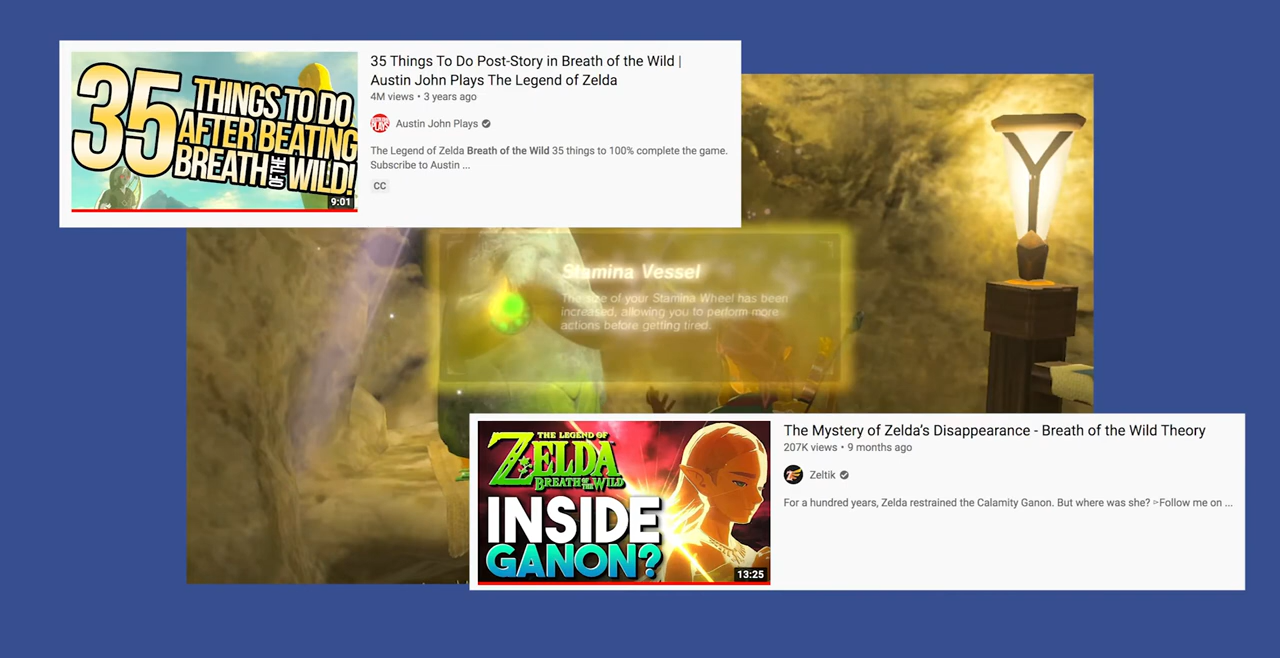 35 THINGS TO DO
AFTER BEATING
BREATH OF THE WILD!
9:01
35 Things To Do Post-Story in Breath of the Wild |
Austin John Plays The Legend of Zelda
4M views • 3 years ago
Austin John Plays
The Legend of Zelda Breath of the Wild 35 things to 100% complete the game.
Subscribe to Austin ...
CC
Stamina Vessel
The size of your Stamina Wheel has been
increased, allowing you to perform more
actions before getting tired.
THE LEGEND OF
ZELDA
BREATH OF THE WILD
INSIDE
GANON?
13:25
The Mystery of Zelda's Disappearance - Breath of the Wild Theory
207K views • 9 months ago
Zeltik
For a hundred years, Zelda restrained the Calamity Ganon. But where was she? >Follow me on ...